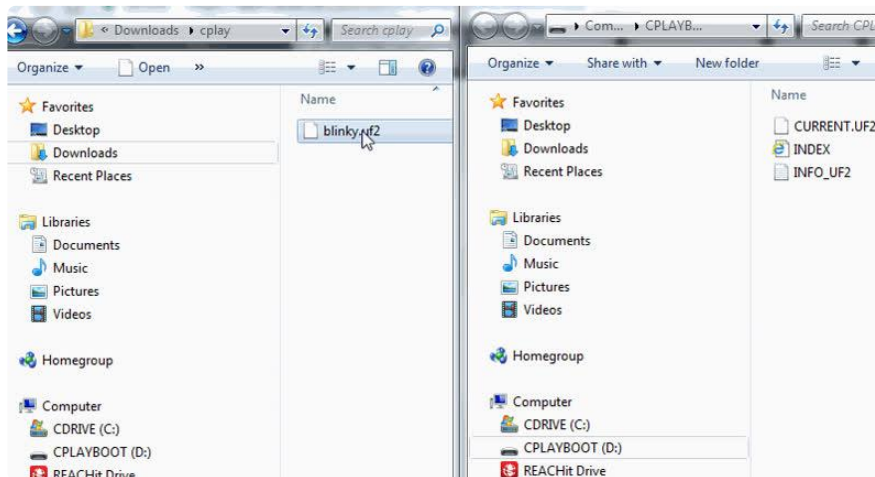 « Downloads ▸ cplay
Search cplay
Organize ▾
Open
»
Favorites
Desktop
Downloads
Recent Places
Libraries
Documents
Music
Pictures
Videos
Homegroup
Computer
CDRIVE (C:)
CPLAYBOOT (D:)
REACHit Drive
Name
blinky.uf2
▸ Com... ▸ CPLAYB...
Search CPL
Organize ▾
Share with ▾
New folder
Favorites
Desktop
Downloads
Recent Places
Libraries
Documents
Music
Pictures
Videos
Homegroup
Computer
CDRIVE (C:)
CPLAYBOOT (D:)
REACHit Drive
Name
CURRENT.UF2
INDEX
INFO_UF2